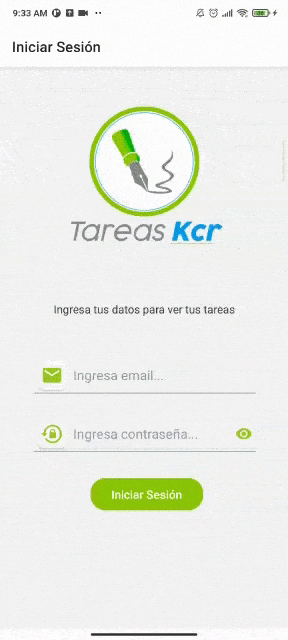 9:33 AM
Iniciar Sesión
Tareas Kcr
Ingresa tus datos para ver tus tareas
Ingresa email...
Ingresa contraseña...
Iniciar Sesión